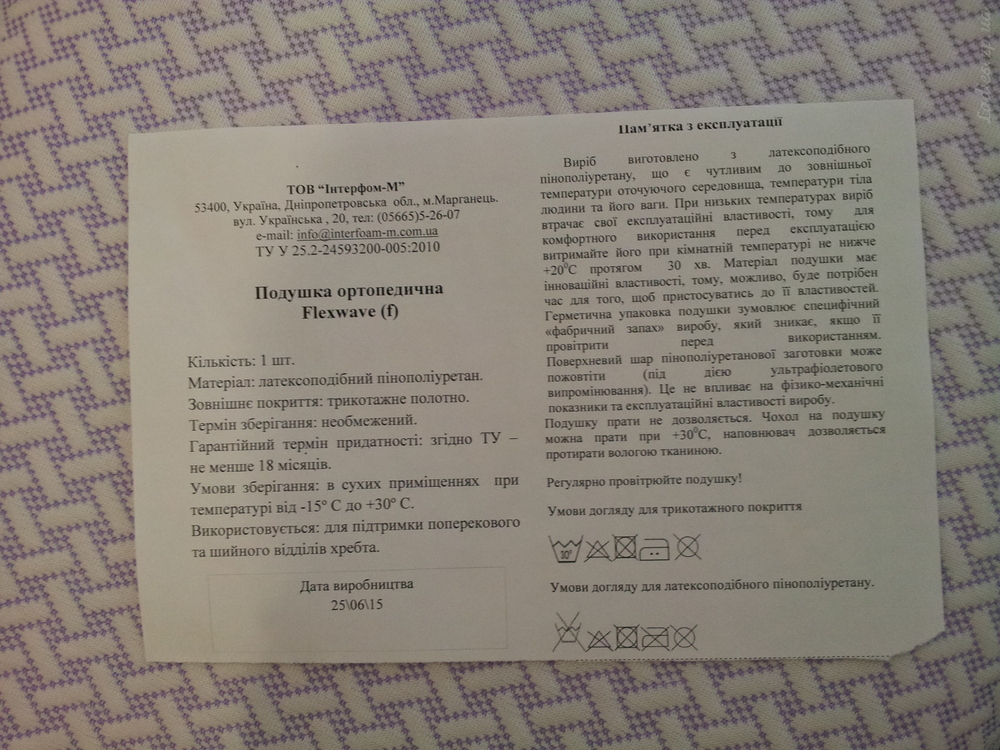 ТОВ “Інтерфом-М”
53400, Україна, Дніпропетровська обл., м.Марганець.
вул. Українська , 20, тел: (05665)5-26-07
e-mail: info@interfoam-m.com.ua
ТУ У 25.2-24593200-005:2010
Подушка ортопедична
Flexwave (f)
Кількість: 1 шт.
Матеріал: латексоподібний пінополіуретан.
Зовнішнє покриття: трикотажне полотно.
Термін зберігання: необмежений.
Гарантійний термін придатності: згідно ТУ –
не менше 18 місяців.
Умови зберігання: в сухих приміщеннях при
температурі від -15º С до +30º С.
Використовується: для підтримки поперекового
та шийного відділів хребта.
Дата виробництва
25\06\15
Пам’ятка з експлуатації
Виріб виготовлено з латексоподібного
пінополіуретану, що є чутливим до зовнішньої
температури оточуючого середовища, температури тіла
людини та його ваги. При низьких температурах виріб
втрачає свої експлуатаційні властивості, тому для
комфортного використання перед експлуатацією
витримайте його при кімнатній температурі не нижче
+20⁰С протягом 30 хв. Матеріал подушки має
інноваційні властивості, тому, можливо, буде потрібен
час для того, щоб пристосуватись до її властивостей.
Герметична упаковка подушки зумовлює специфічний
«фабричний запах» виробу, який зникає, якщо її
провітрити перед використанням.
Поверхневий шар пінополіуретанової заготовки може
пожовтіти (під дією ультрафіолетового
випромінювання). Це не впливає на фізико-механічні
показники та експлуатаційні властивості виробу.
Подушку прати не дозволяється. Чохол на подушку
можна прати при +30⁰С, наповнювач дозволяється
протирати вологою тканиною.
Регулярно провітрюйте подушку!
Умови догляду для трикотажного покриття
30°
Умови догляду для латексоподібного пінополіуретану.